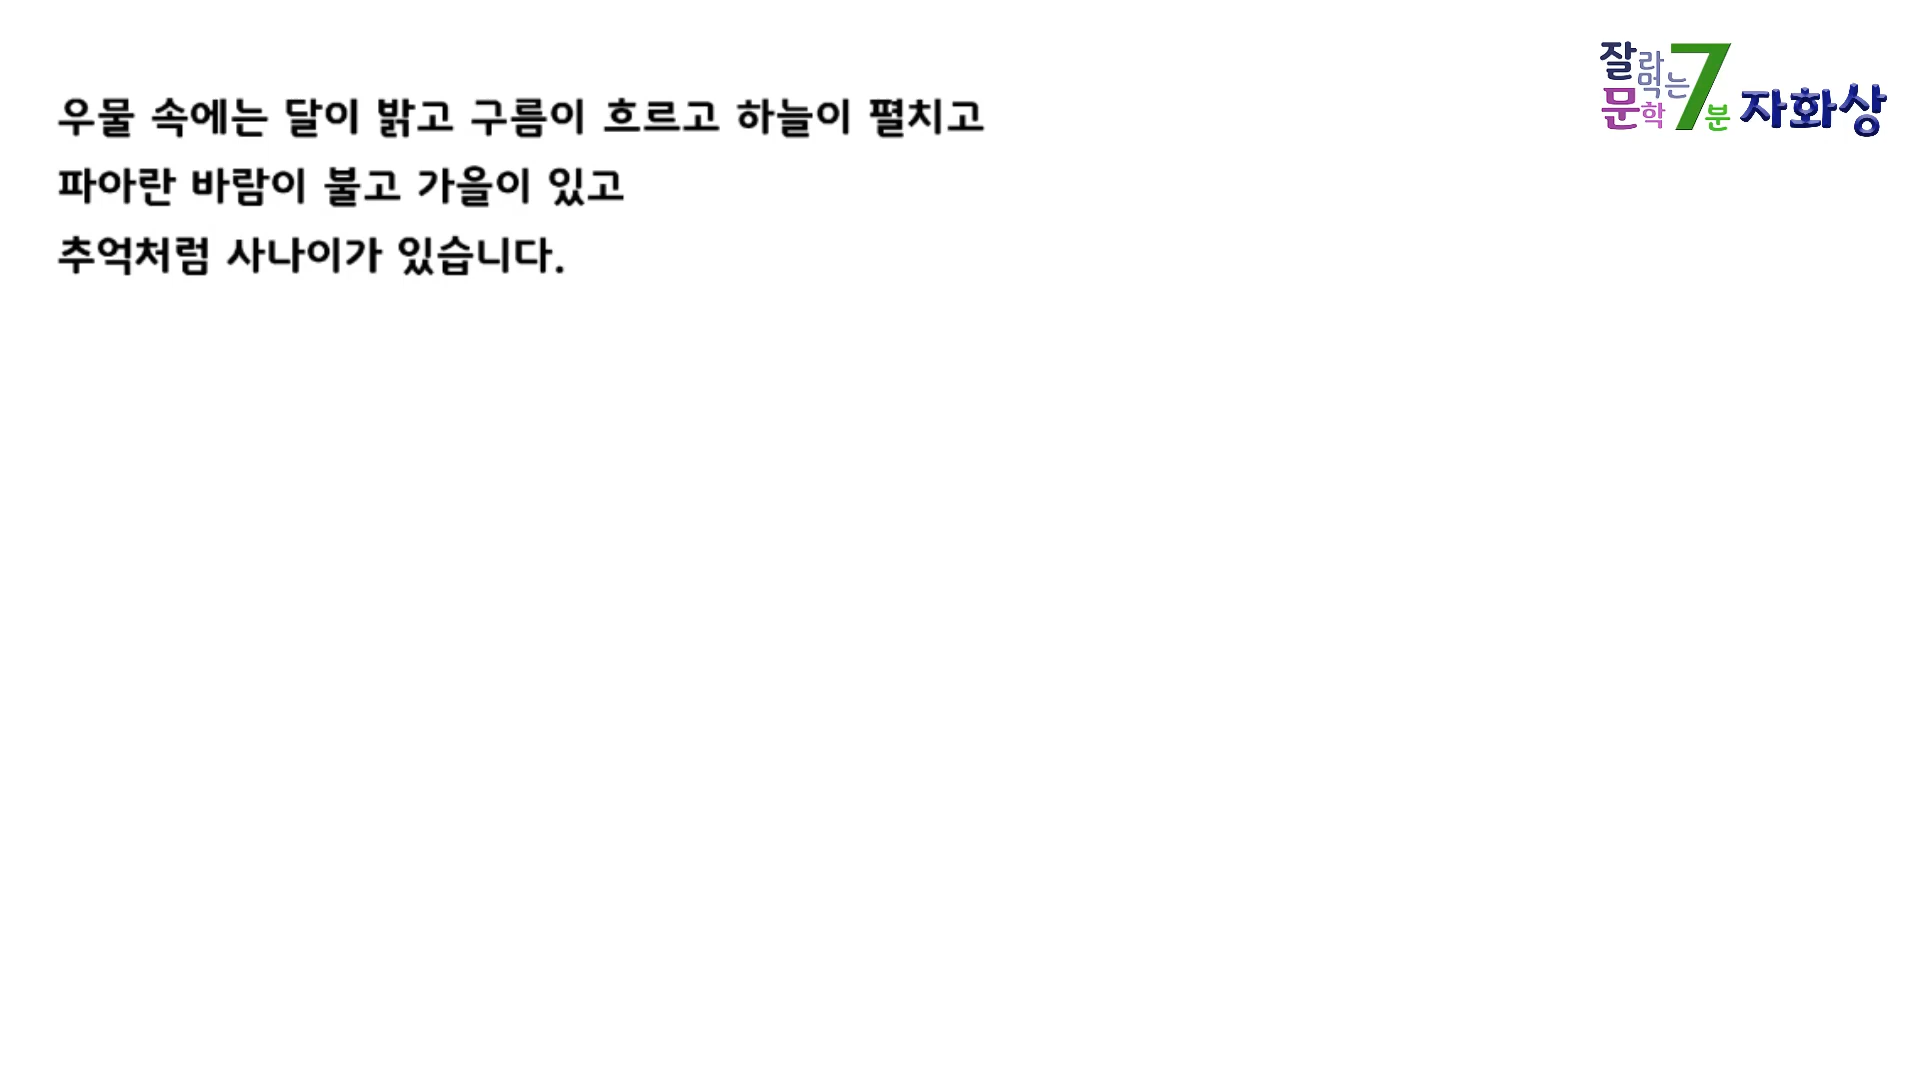 우물 속에는 달이 밝고 구름이 흐르고 하늘이 펼치고
파아란 바람이 불고 가을이 있고
추억처럼 사나이가 있습니다.
잘라먹는
문학 7분 자화상